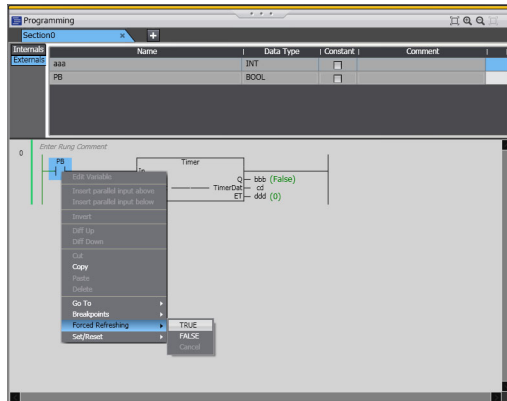 Programming
Section0 × +
Internals
Externals
Name Data Type Constant Comment
aaa INT
PB BOOL
0 Enter Rung Comment
PB Timer
In
Q bbb (False)
TimerDat cd
ET ddd (0)
Edit Variable
Insert parallel input above
Insert parallel input below
Invert
Diff Up
Diff Down
Cut
Copy
Paste
Delete
Go To
Breakpoints
Forced Refreshing
Set/Reset
TRUE
FALSE
Cancel